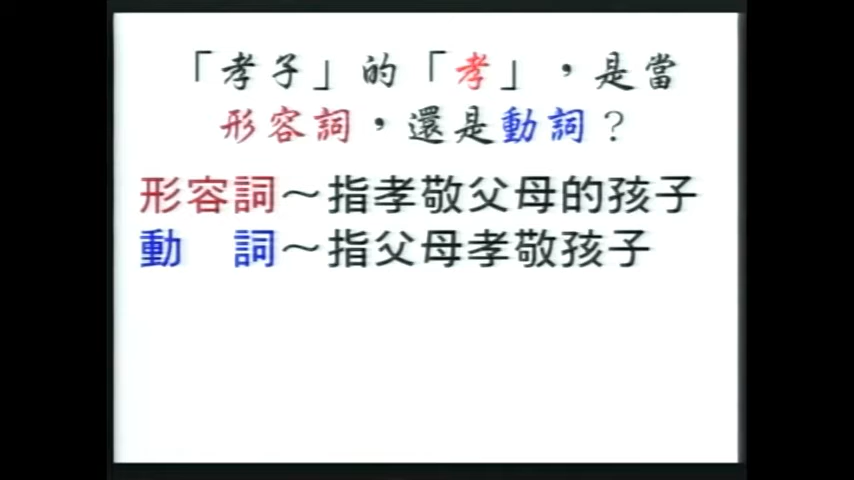 「孝子」的「孝」，是當
形容詞，還是動詞？
形容詞～指孝敬父母的孩子
動　詞～指父母孝敬孩子